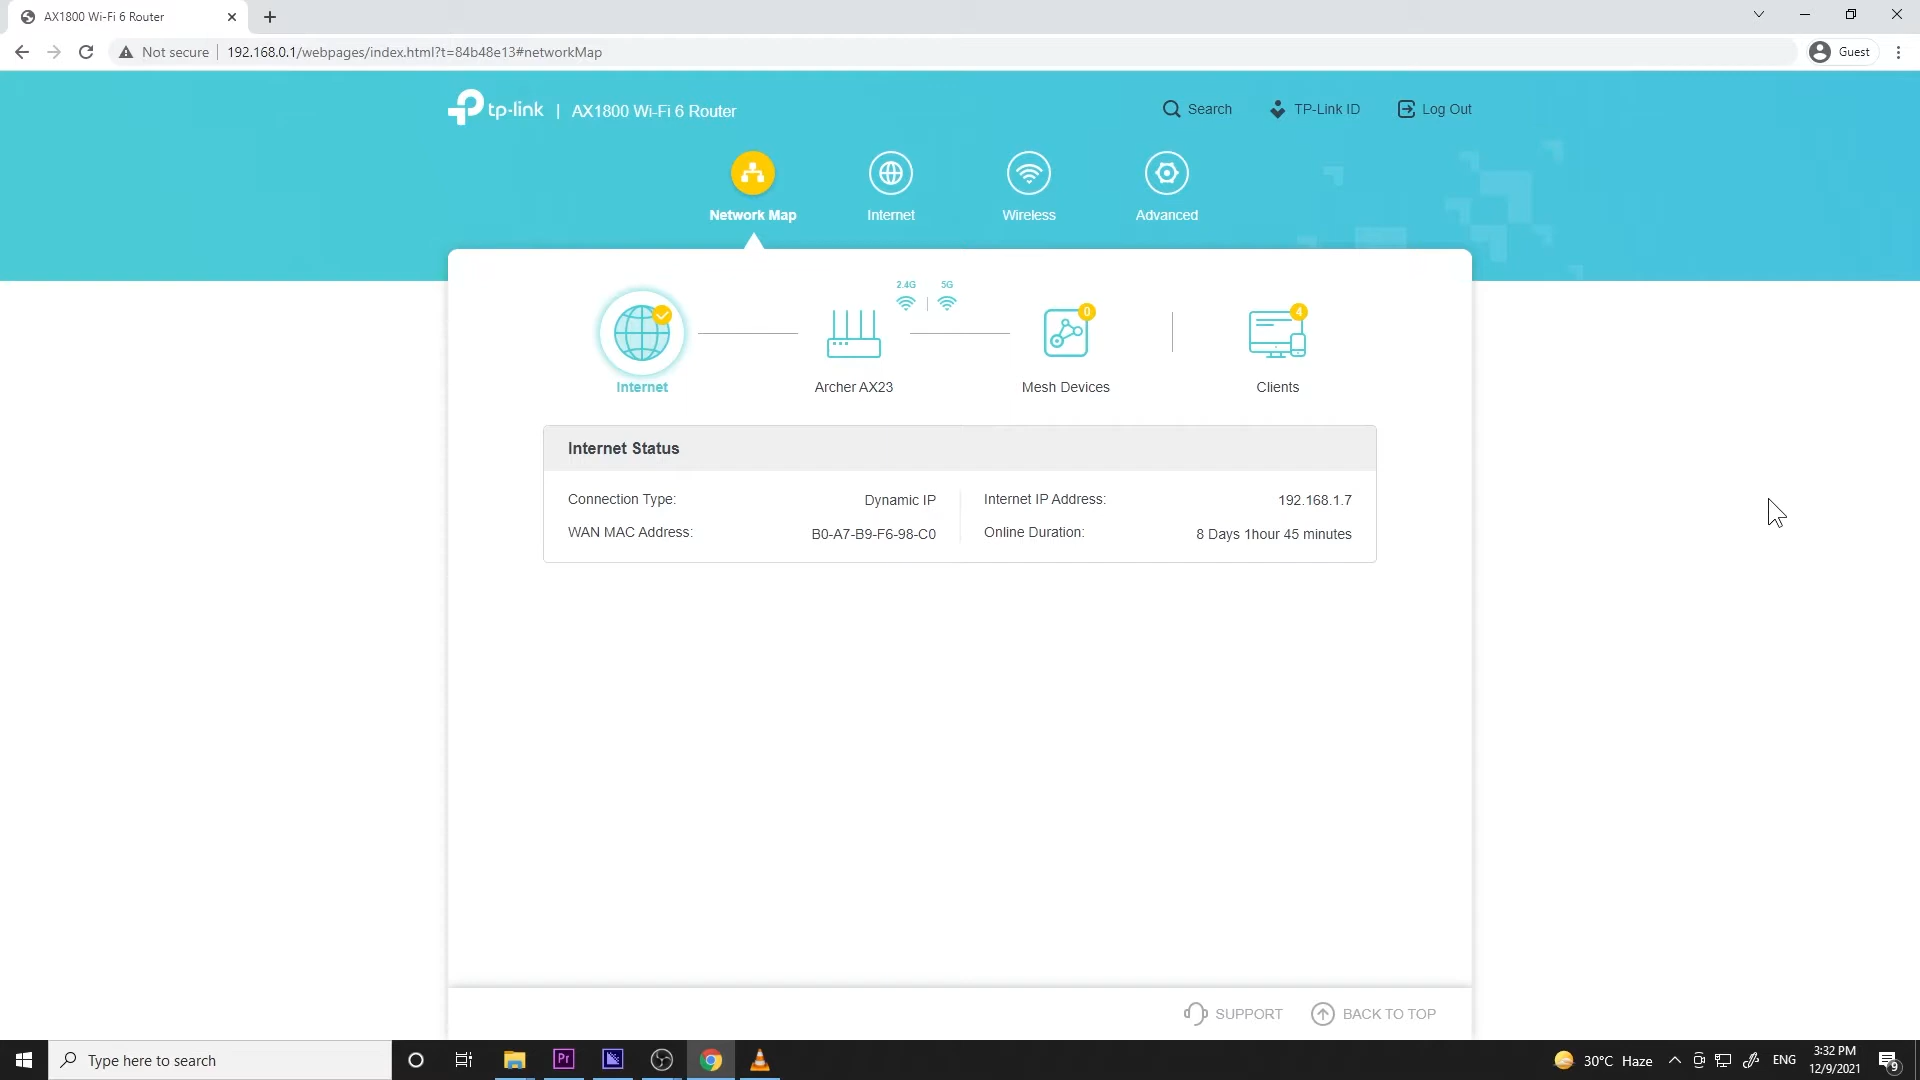 AX1800 Wi-Fi 6 Router
Not secure 192.168.0.1/webpages/index.html?t=84b48e13#networkMap
Guest
tp-link | AX1800 Wi-Fi 6 Router
Search TP-Link ID Log Out
Network Map Internet Wireless Advanced
2.4G 5G
0
4
Internet Archer AX23 Mesh Devices Clients
Internet Status
Connection Type: Dynamic IP Internet IP Address: 192.168.1.7
WAN MAC Address: B0-A7-B9-F6-98-C0 Online Duration: 8 Days 1hour 45 minutes
SUPPORT BACK TO TOP
Type here to search
Pr
30°C Haze
ENG
3:32 PM
12/9/2021
9